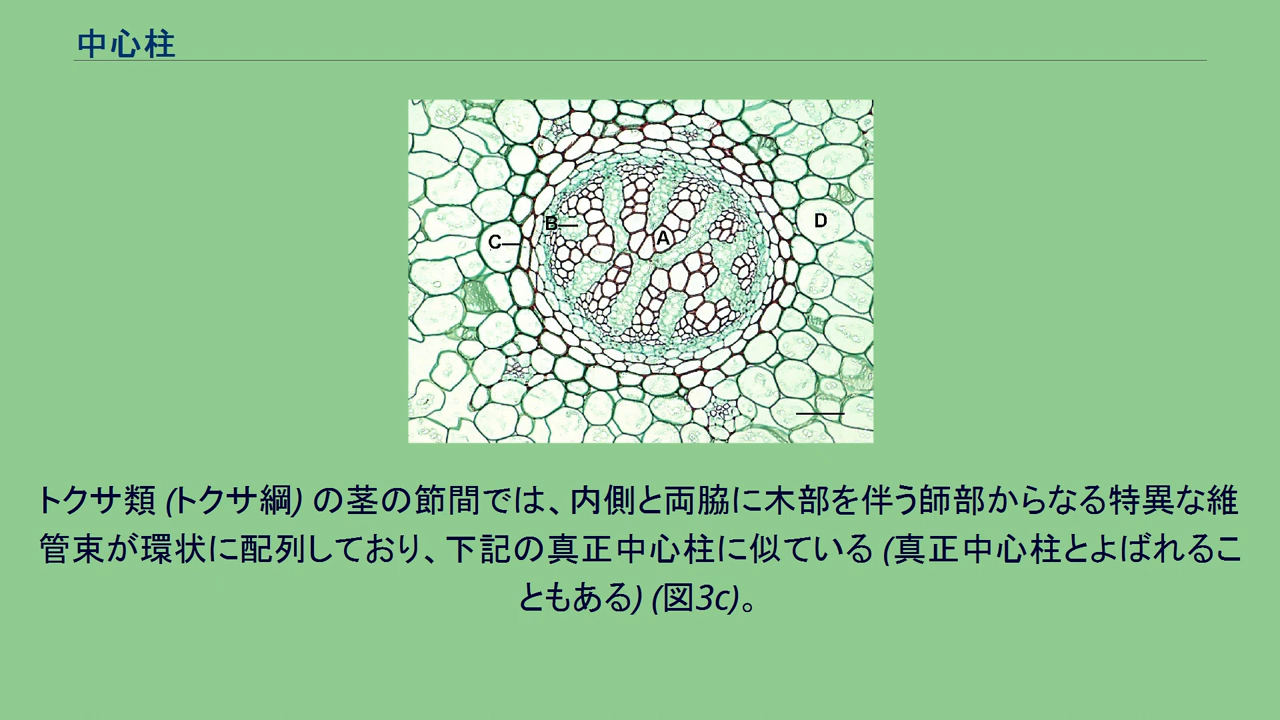 中心柱
B
C
A
D
トクサ類 (トクサ綱) の茎の節間では、内側と両脇に木部を伴う師部からなる特異な維
管束が環状に配列しており、下記の真正中心柱に似ている (真正中心柱とよばれるこ
ともある) (図3c)。